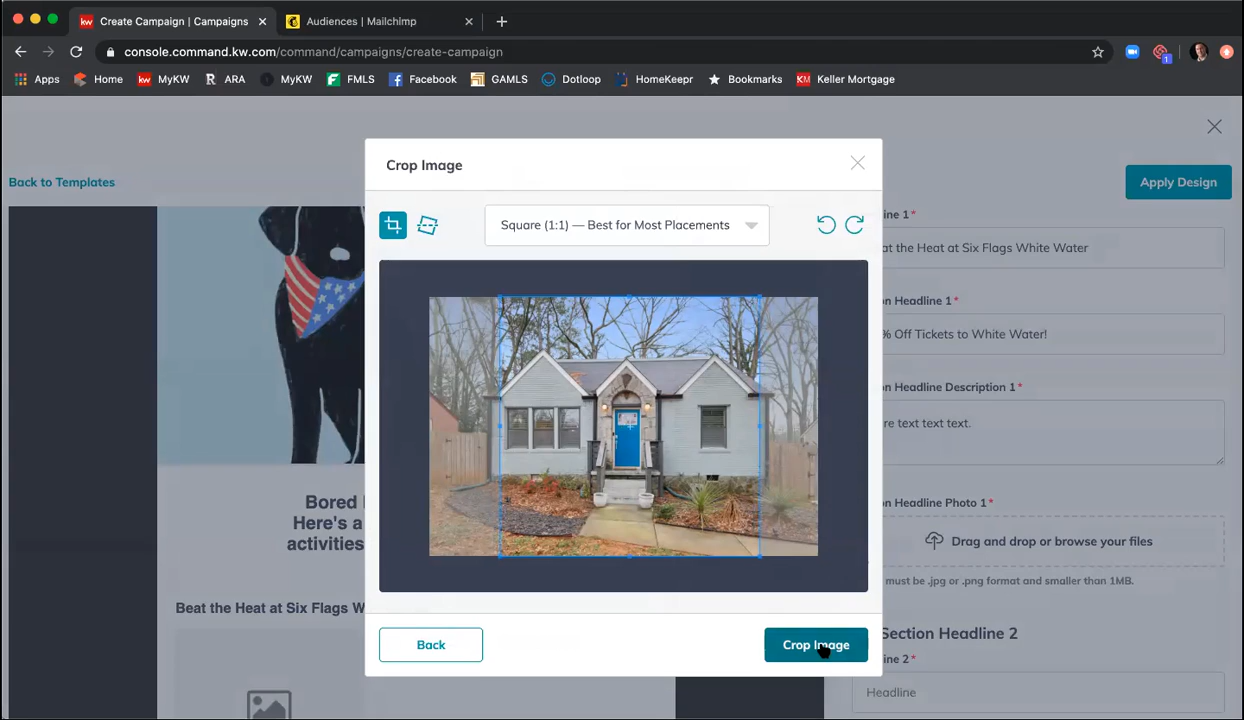 Create Campaign | Campaigns
Audiences | Mailchimp
console.command.kw.com/command/campaigns/create-campaign
Apps
Home
kw MyKW
R ARA
MyKW
FMLS
Facebook
GAMLS
Dotloop
HomeKeepr
Bookmarks
KM Keller Mortgage
Crop Image
Back to Templates
Apply Design
Square (1:1) — Best for Most Placements
line 1*
at the Heat at Six Flags White Water
on Headline 1*
% Off Tickets to White Water!
on Headline Description 1*
re text text text.
on Headline Photo 1*
Drag and drop or browse your files
must be .jpg or .png format and smaller than 1MB.
Bored
Here's a
activities
Beat the Heat at Six Flags W
Section Headline 2
line 2*
Headline
Back
Crop Image